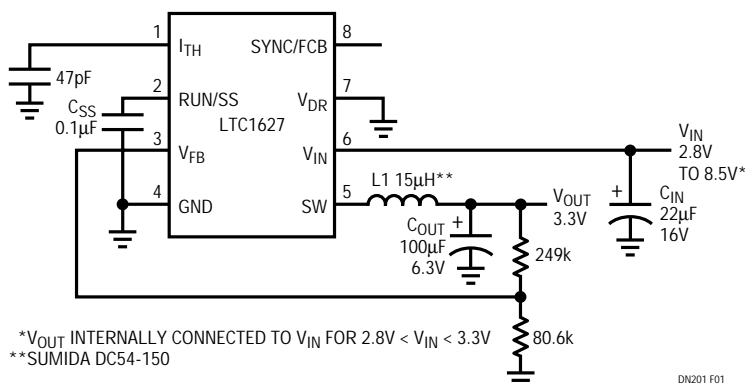 1
I_TH
SYNC/FCB
8
47pF
2
RUN/SS
V_DR
7
C_SS
0.1µF
LTC1627
3
V_FB
V_IN
6
V_IN
2.8V
TO 8.5V*
4
GND
SW
5
L1 15µH**
V_OUT
3.3V
C_OUT
100µF
6.3V
+
249k
+
C_IN
22µF
16V
80.6k
*V_OUT INTERNALLY CONNECTED TO V_IN FOR 2.8V < V_IN < 3.3V
**SUMIDA DC54-150
DN201 F01